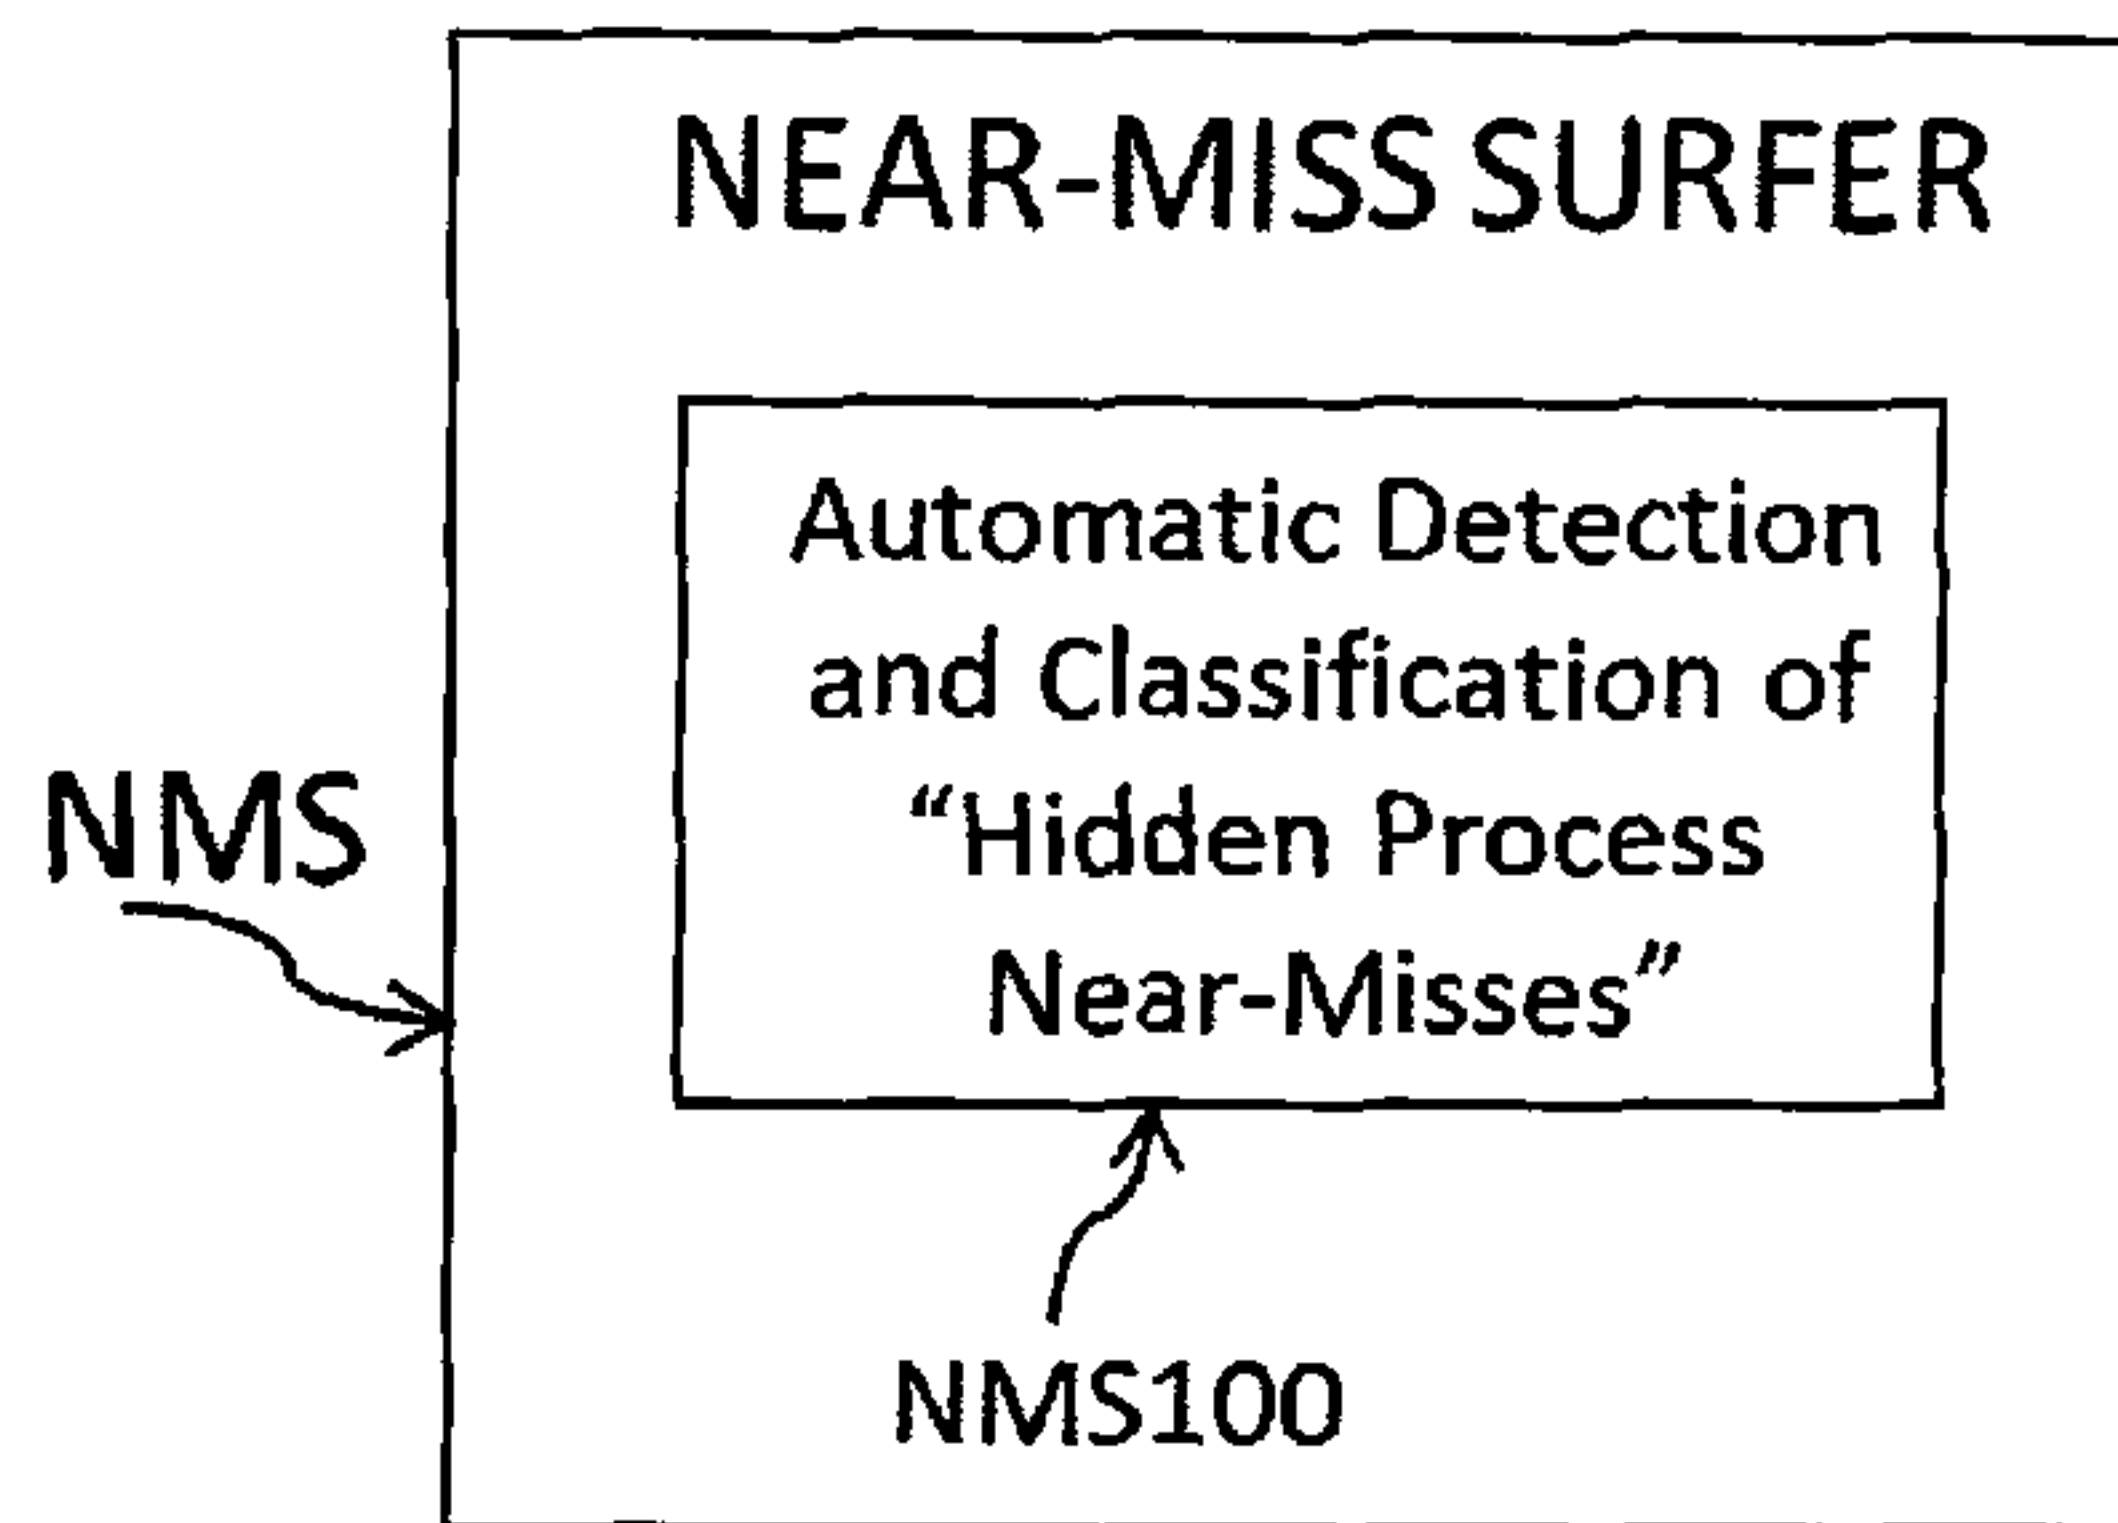 NEAR-MISS SURFER
Automatic Detection
and Classification of
“Hidden Process
Near-Misses”
NMS
NMS100